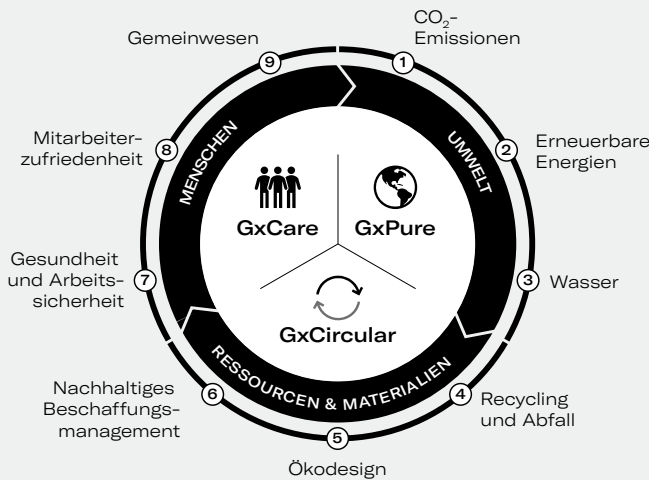 CO₂-
Emissionen
1
Erneuerbare
Energien
2
Wasser
3
Recycling
und Abfall
4
Ökodesign
5
Nachhaltiges
Beschaffungs-
management
6
Gesundheit
und Arbeits-
sicherheit
7
Mitarbeiter-
zufriedenheit
8
Gemeinwesen
9
MENSCHEN
UMWELT
RESSOURCEN & MATERIALIEN
GxCare
GxPure
GxCircular